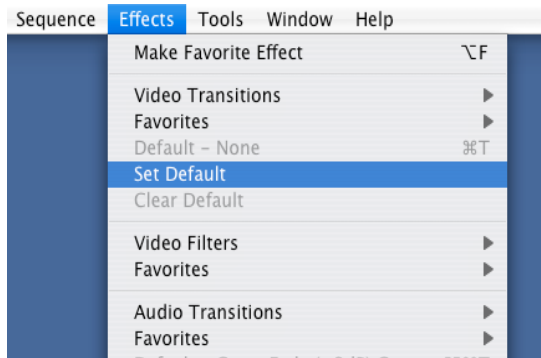 Sequence Effects Tools Window Help
Make Favorite Effect ⌥F
Video Transitions
Favorites
Default – None ⌘T
Set Default
Clear Default
Video Filters
Favorites
Audio Transitions
Favorites